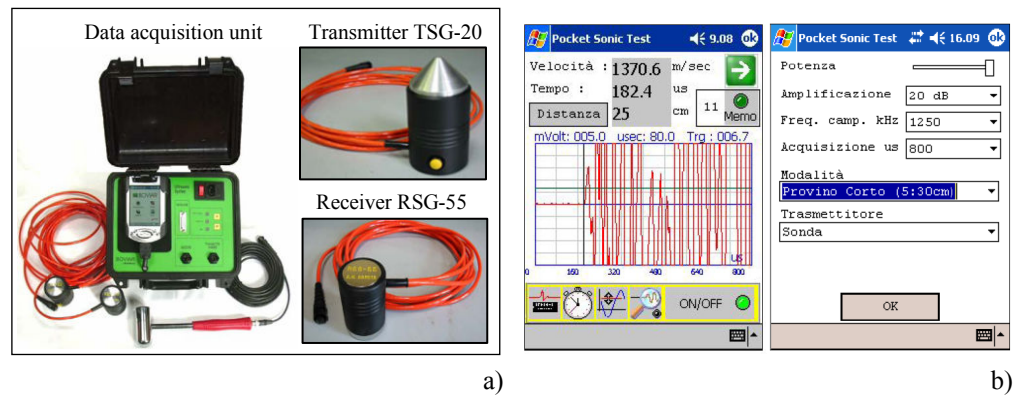 Data acquisition unit
Transmitter TSG-20
Receiver RSG-55
a)
Pocket Sonic Test 9.08 ok
Velocità : 1370.6 m/sec
Tempo : 182.4 us
Distanza 25 cm 11 Memo
mVolt: 005.0 usec: 80.0 Trg : 006.7
us
0 160 320 480 640 800
ON/OFF
Pocket Sonic Test 16.09 ok
Potenza
Amplificazione 20 dB
Freq. camp. kHz 1250
Acquisizione us 800
Modalità
Provino Corto (5:30cm)
Trasmettitore
Sonda
OK
b)